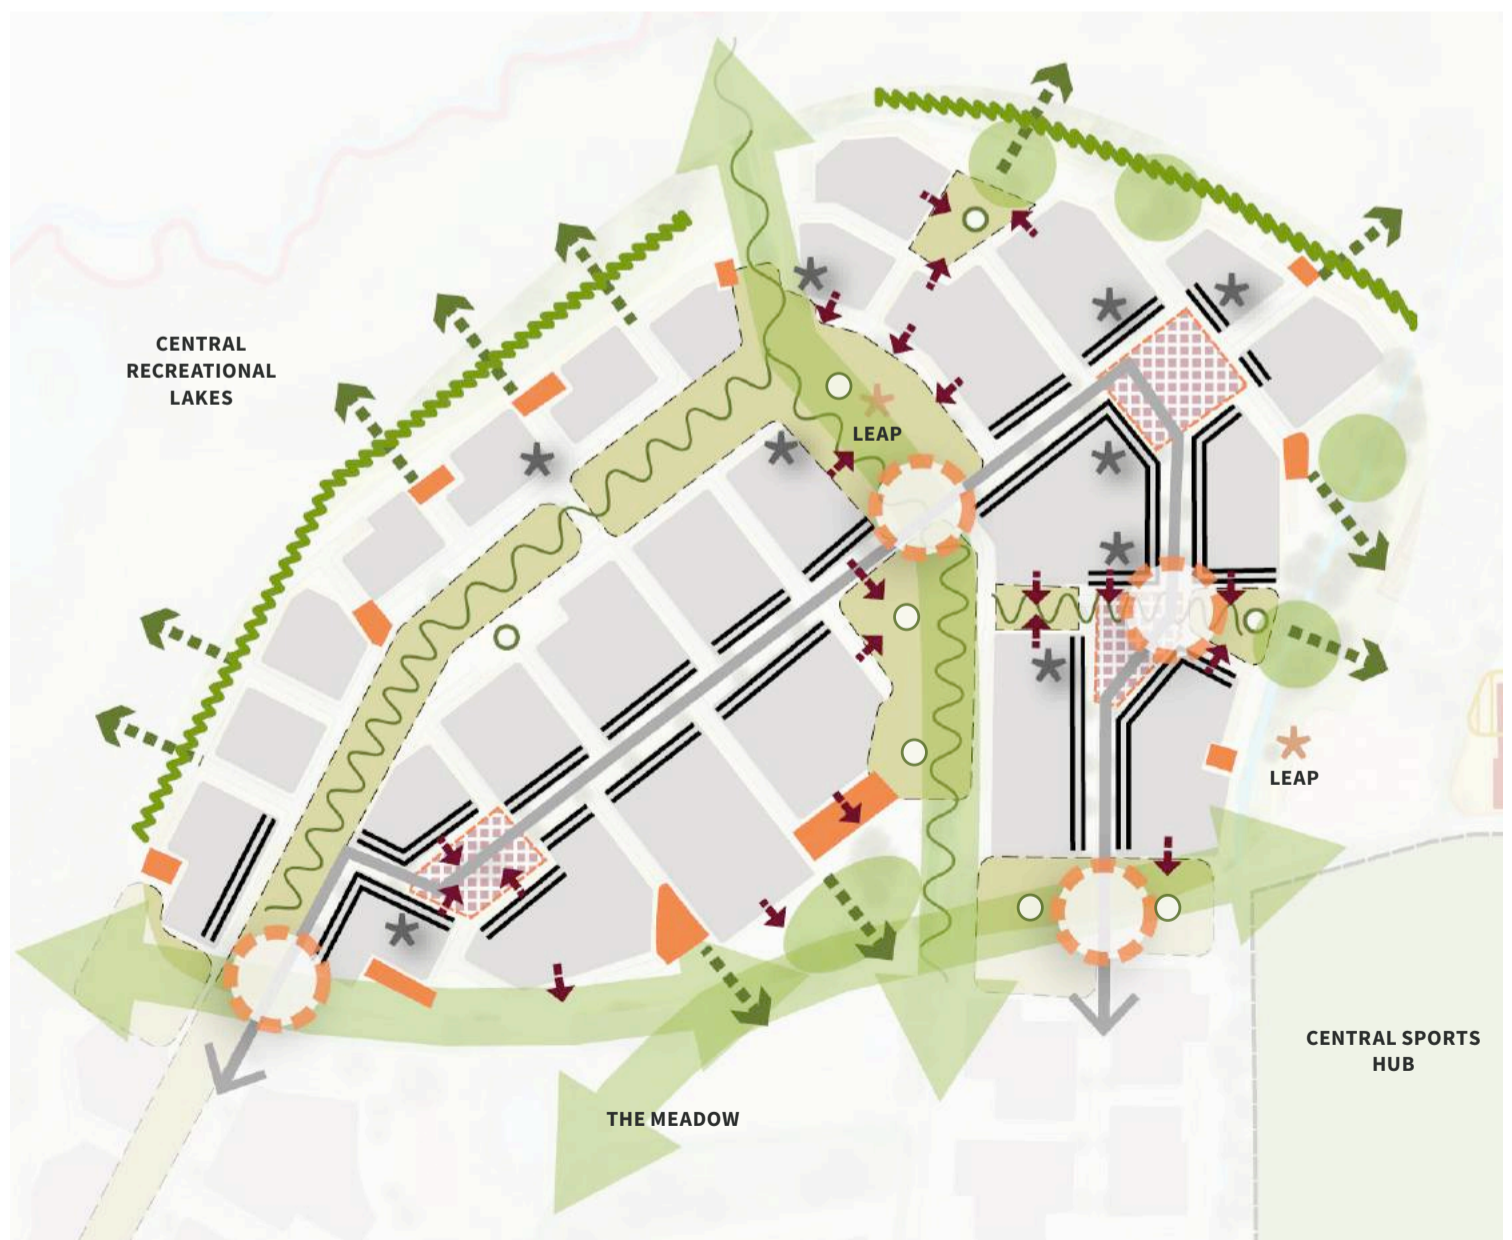 CENTRAL
RECREATIONAL
LAKES
LEAP
LEAP
CENTRAL SPORTS
HUB
THE MEADOW